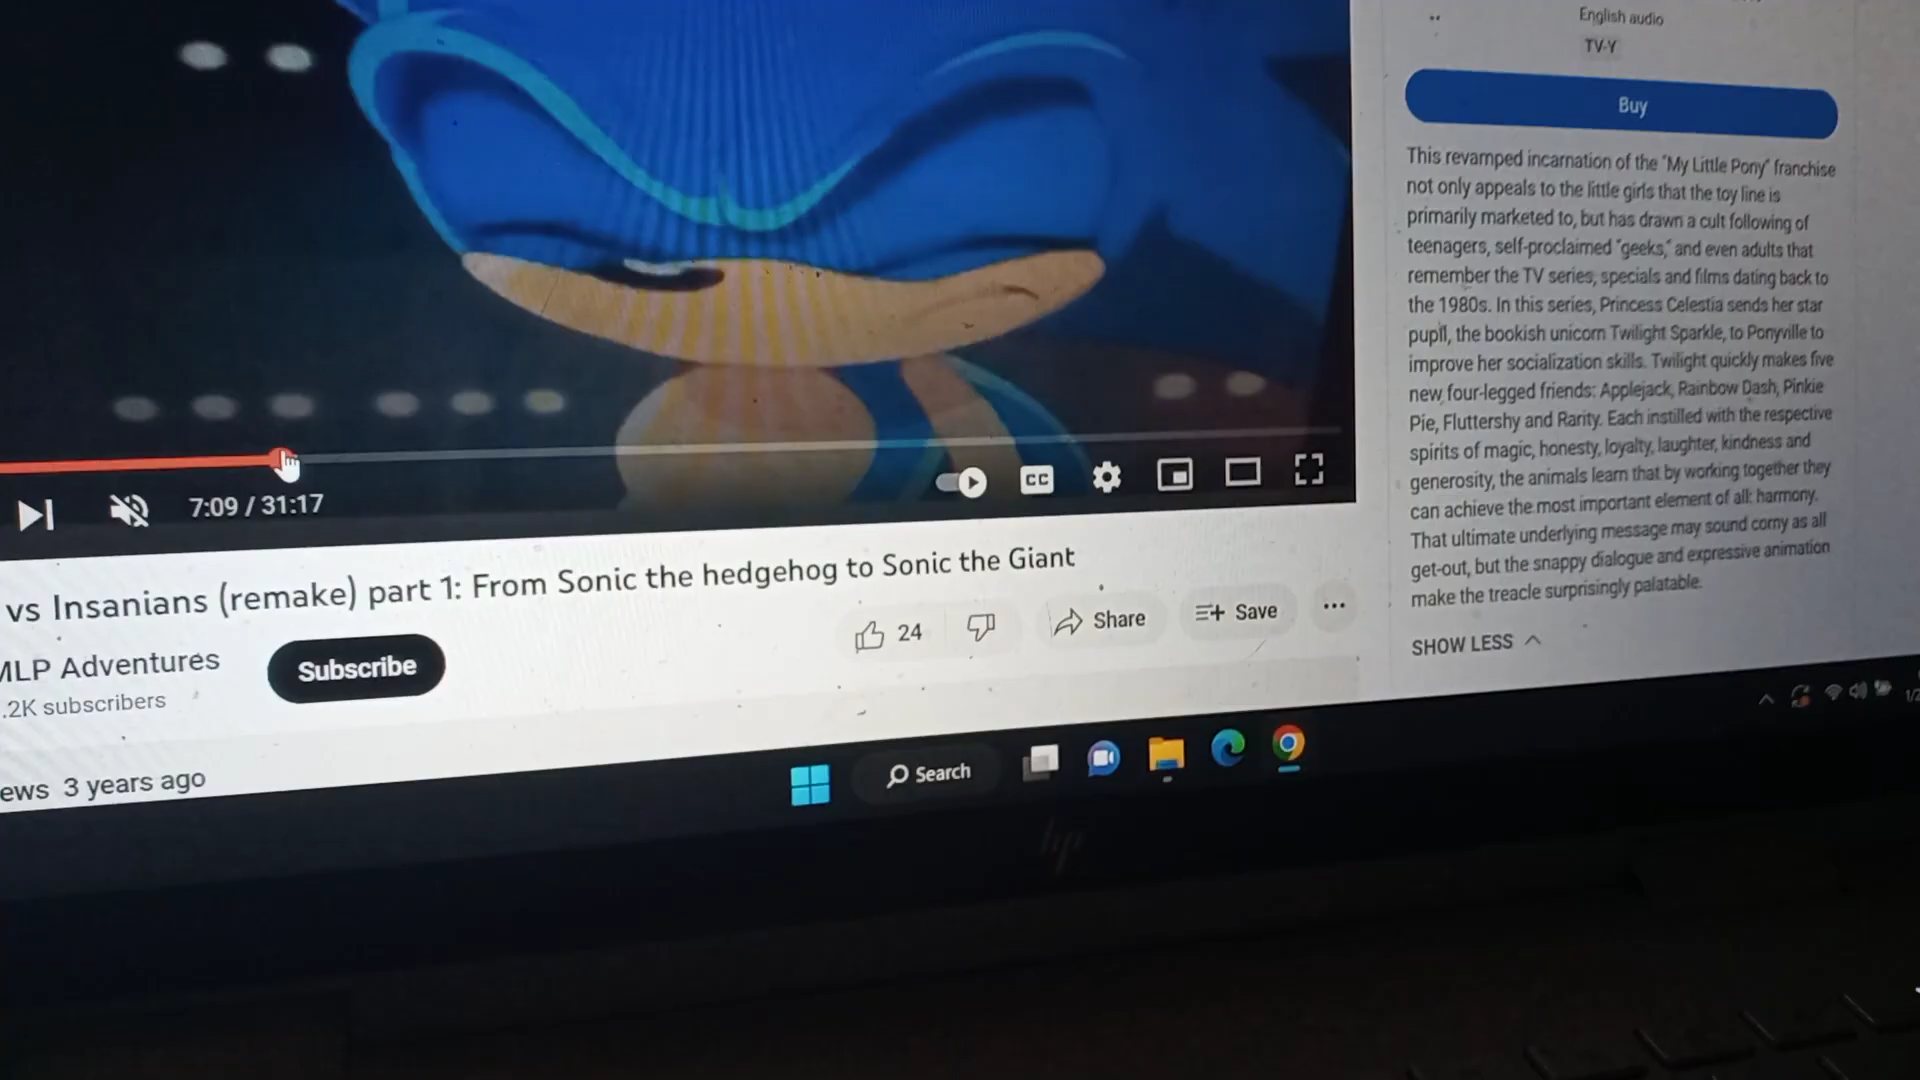 English audio
TV-Y
Buy
This revamped incarnation of the "My Little Pony" franchise
not only appeals to the little girls that the toy line is
primarily marketed to, but has drawn a cult following of
teenagers, self-proclaimed "geeks," and even adults that
remember the TV series, specials and films dating back to
the 1980s. In this series, Princess Celestia sends her star
pupil, the bookish unicorn Twilight Sparkle, to Ponyville to
improve her socialization skills. Twilight quickly makes five
new four-legged friends: Applejack, Rainbow Dash, Pinkie
Pie, Fluttershy and Rarity. Each instilled with the respective
spirits of magic, honesty, loyalty, laughter, kindness and
generosity, the animals learn that by working together they
can achieve the most important element of all: harmony.
That ultimate underlying message may sound corny as all
get-out, but the snappy dialogue and expressive animation
make the treacle surprisingly palatable.
SHOW LESS
7:09 / 31:17
CC
vs Insanians (remake) part 1: From Sonic the hedgehog to Sonic the Giant
MLP Adventures
.2K subscribers
Subscribe
24
Share
Save
ews 3 years ago
Search
hp